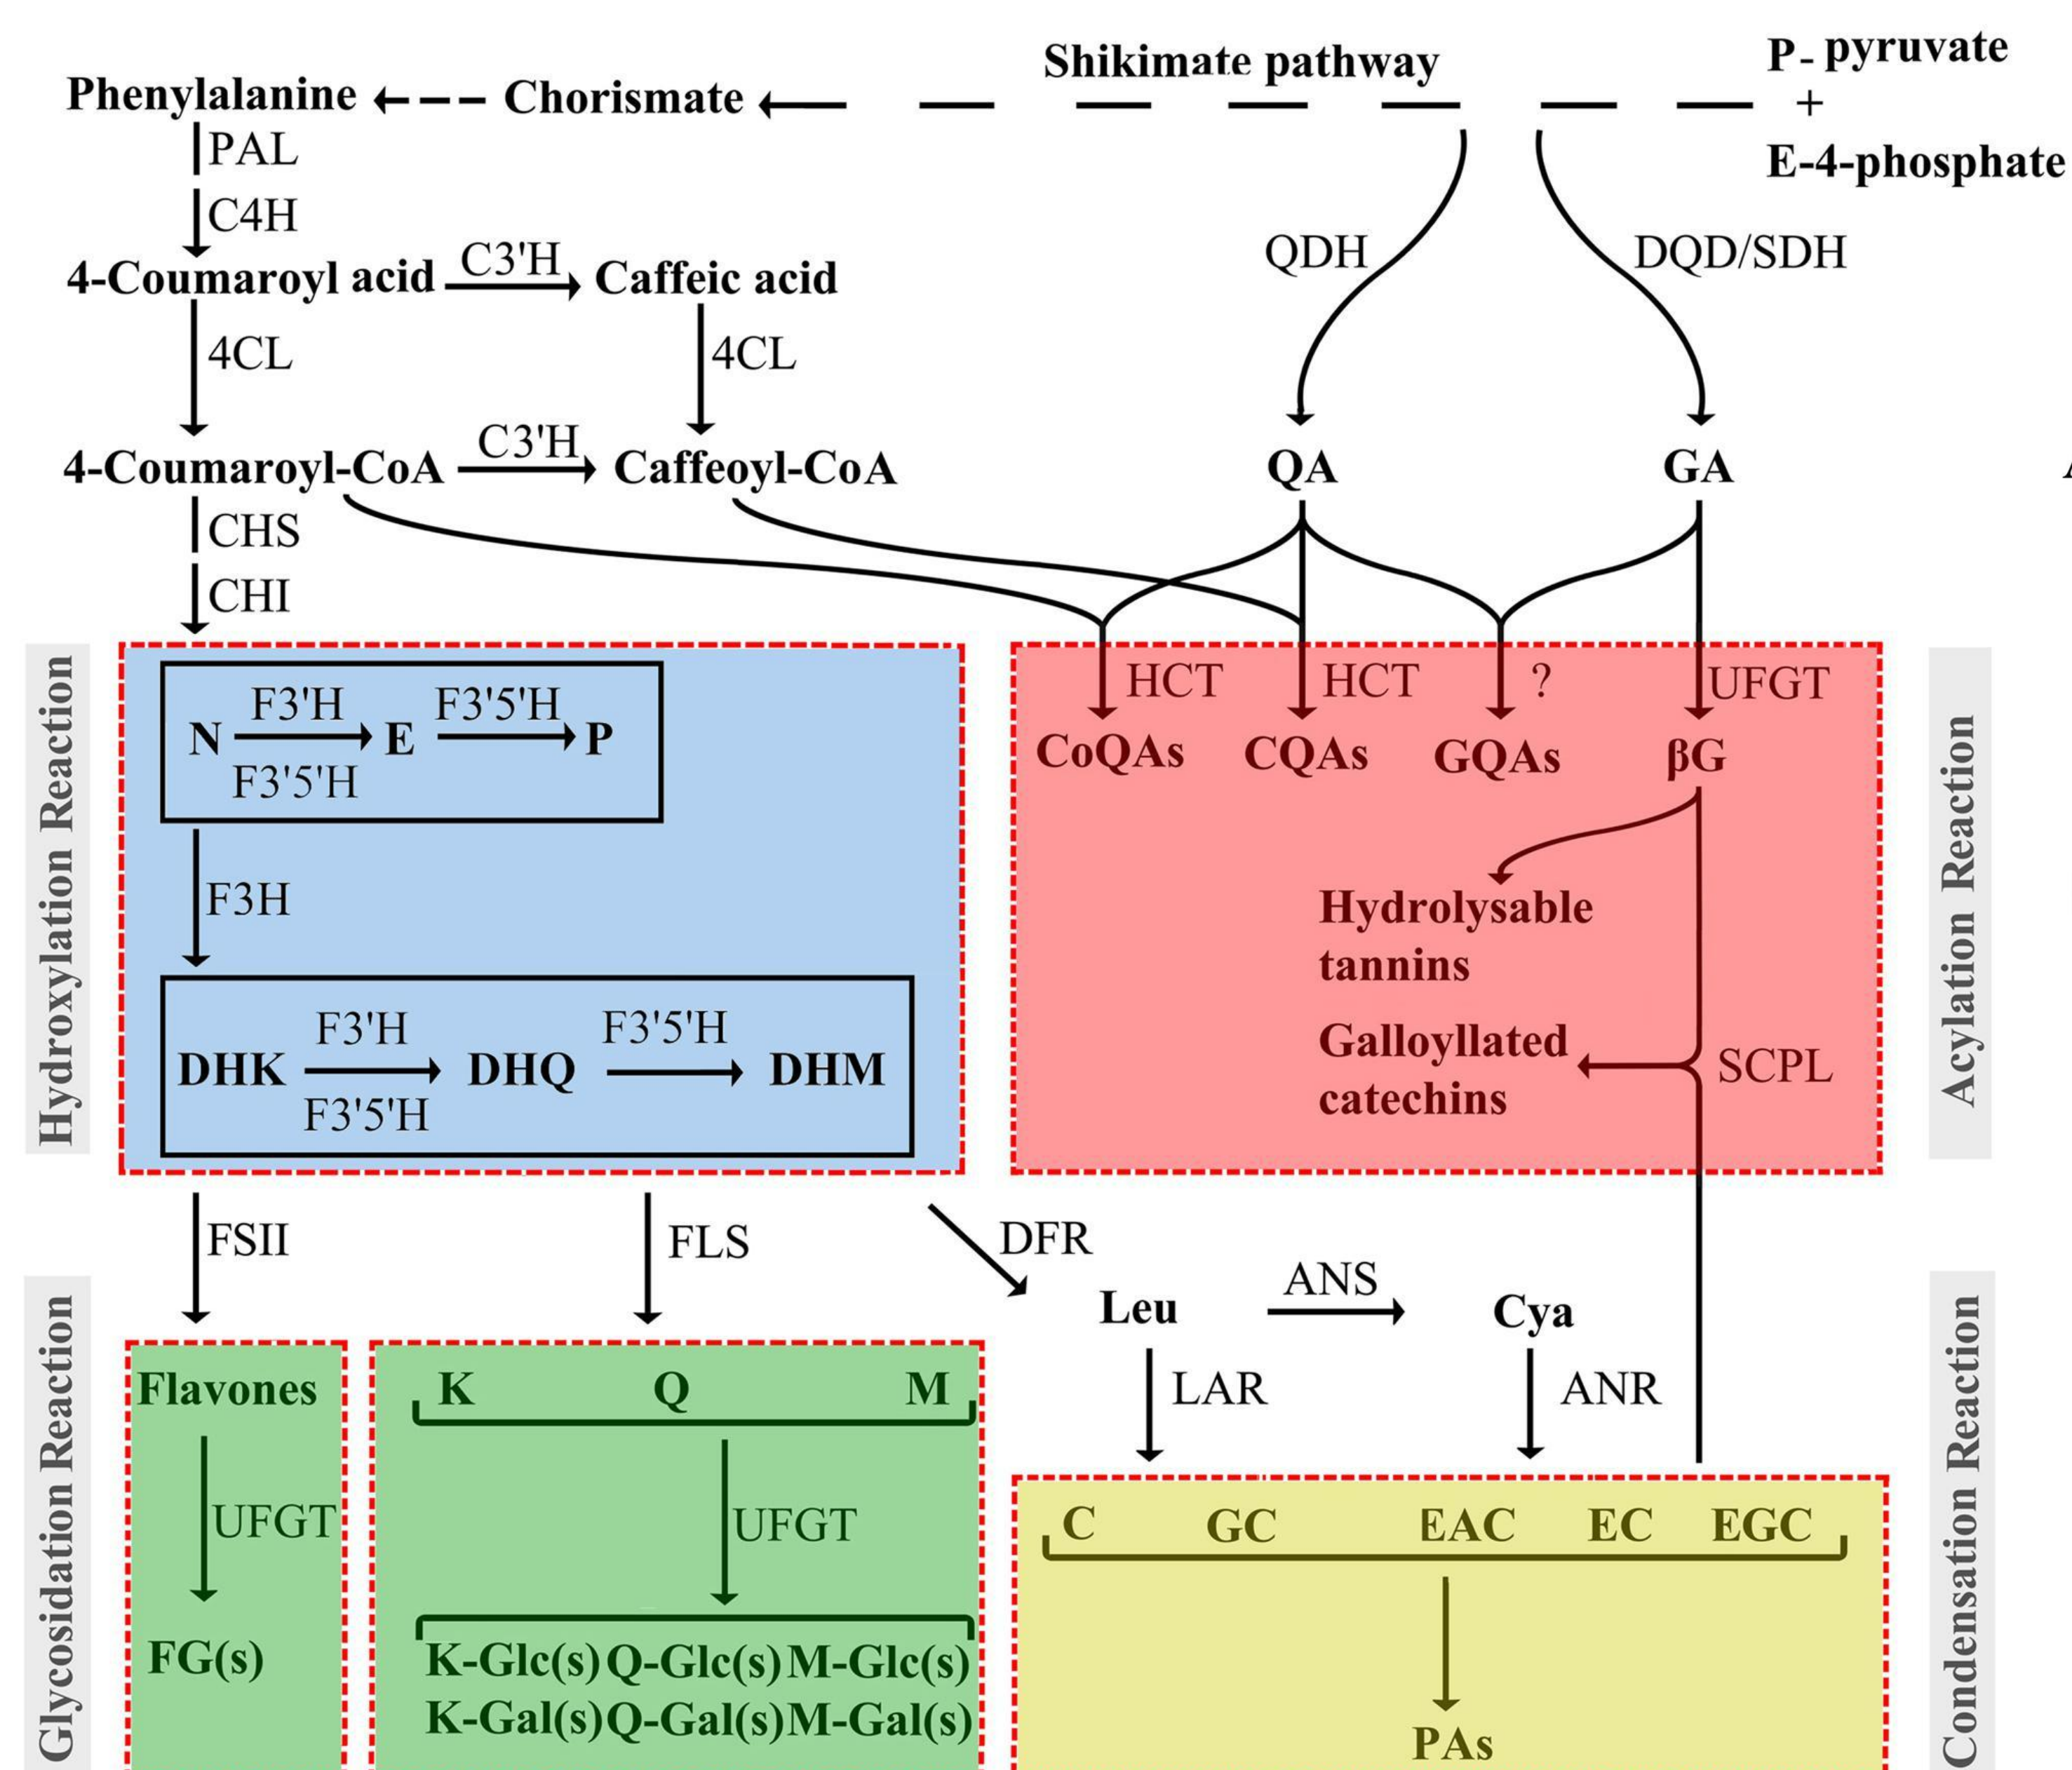 Shikimate pathway
P- pyruvate
+
E-4-phosphate
Phenylalanine
Chorismate
PAL
C4H
QDH
DQD/SDH
4-Coumaroyl acid
C3'H
Caffeic acid
4CL
4CL
4-Coumaroyl-CoA
C3'H
Caffeoyl-CoA
QA
GA
CHS
CHI
Hydroxylation Reaction
N
F3'H
F3'5'H
E
F3'5'H
P
F3H
DHK
F3'H
F3'5'H
DHQ
F3'5'H
DHM
HCT
HCT
?
UFGT
CoQAs
CQAs
GQAs
βG
Hydrolysable
tannins
Galloyllated
catechins
SCPL
Acylation Reaction
FSII
FLS
DFR
Leu
ANS
Cya
LAR
ANR
Glycosidation Reaction
Flavones
UFGT
FG(s)
K Q M
UFGT
K-Glc(s) Q-Glc(s) M-Glc(s)
K-Gal(s) Q-Gal(s) M-Gal(s)
C GC EAC EC EGC
PAs
Condensation Reaction